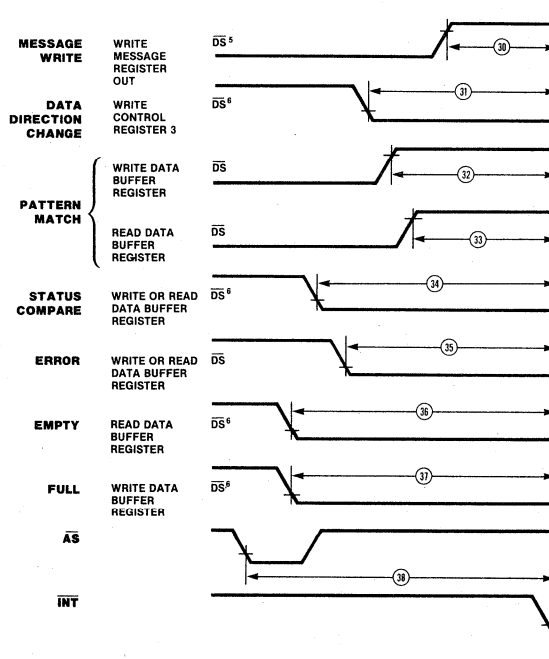 MESSAGE WRITE
WRITE MESSAGE REGISTER OUT
DS 5
30
DATA DIRECTION CHANGE
WRITE CONTROL REGISTER 3
DS 6
31
PATTERN MATCH
WRITE DATA BUFFER REGISTER
DS
32
READ DATA BUFFER REGISTER
DS
33
STATUS COMPARE
WRITE OR READ DATA BUFFER REGISTER
DS 6
34
ERROR
WRITE OR READ DATA BUFFER REGISTER
DS
35
EMPTY
READ DATA BUFFER REGISTER
DS 6
36
FULL
WRITE DATA BUFFER REGISTER
DS 6
37
AS
38
INT